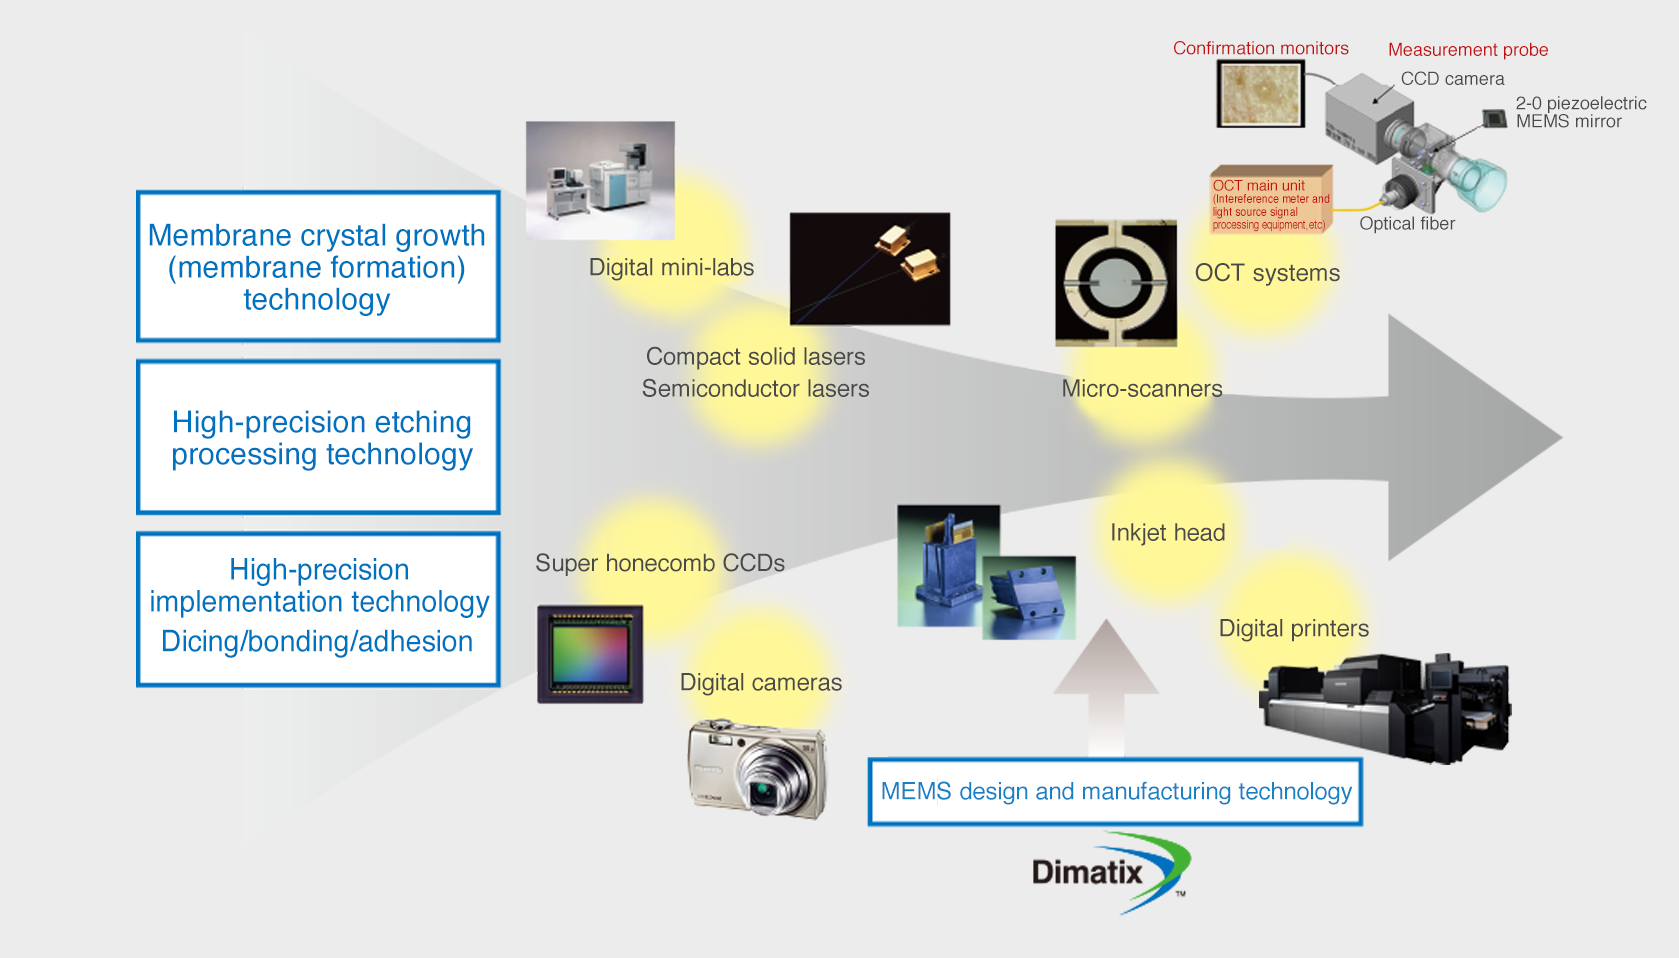 Confirmation monitors
Measurement probe
CCD camera
2-0 piezoelectric
MEMS mirror
OCT main unit
(Intereference meter and
light source signal
processing equipment, etc)
Optical fiber
OCT systems
Membrane crystal growth
(membrane formation)
technology
High-precision etching
processing technology
High-precision
implementation technology
Dicing/bonding/adhesion
Digital mini-labs
Compact solid lasers
Semiconductor lasers
Micro-scanners
Super honecomb CCDs
Digital cameras
Inkjet head
Digital printers
MEMS design and manufacturing technology
Dimatix
TM